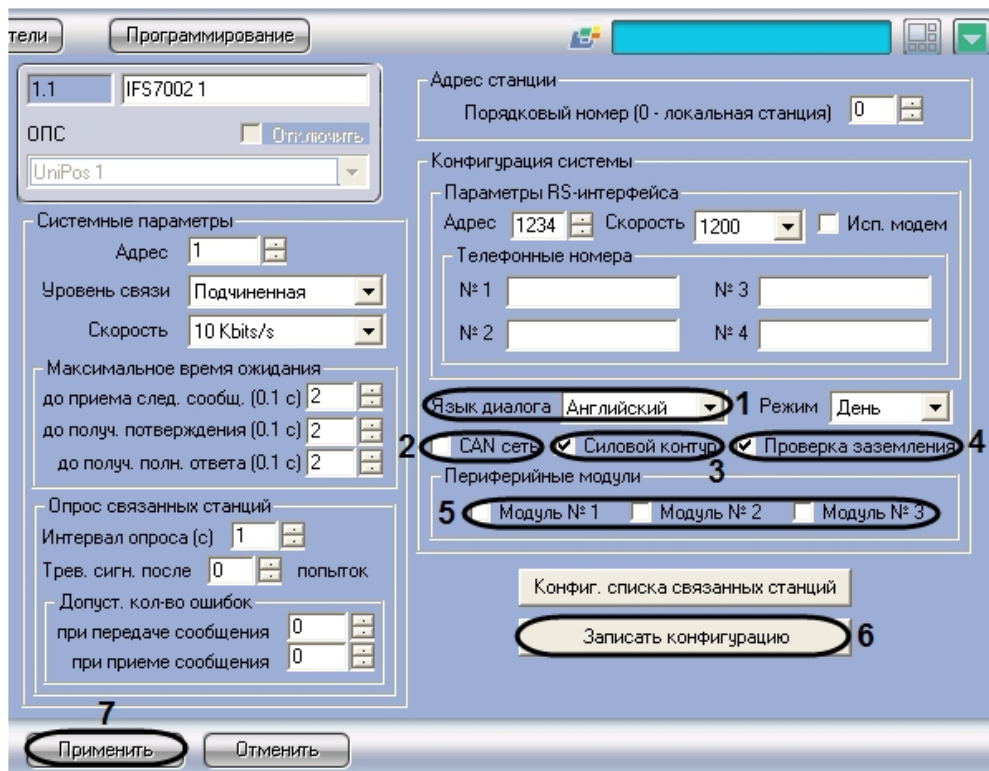 тели
Программирование
1.1
IFS7002 1
ОПС
Отключить
UniPos 1
Системные параметры
Адрес 1
Уровень связи Подчиненная
Скорость 10 Kbits/s
Максимальное время ожидания
до приема след. сообщ. (0.1 с) 2
до получ. потверждения (0.1 с) 2
до получ. полн. ответа (0.1 с) 2
Опрос связанных станций
Интервал опроса (с) 1
Трев. сигн. после 0 попыток
Допуст. кол-во ошибок
при передаче сообщения 0
при приеме сообщения 0
Адрес станции
Порядковый номер (0 - локальная станция) 0
Конфигурация системы
Параметры RS-интерфейса
Адрес 1234 Скорость 1200 Исп. модем
Телефонные номера
№ 1 № 3
№ 2 № 4
Язык диалога Английский 1 Режим День
2 CAN сеть Силовой контур 3 Проверка заземления 4
Периферийные модули
5 Модуль № 1 Модуль № 2 Модуль № 3
Конфиг. списка связанных станций
Записать конфигурацию 6
7
Применить Отменить